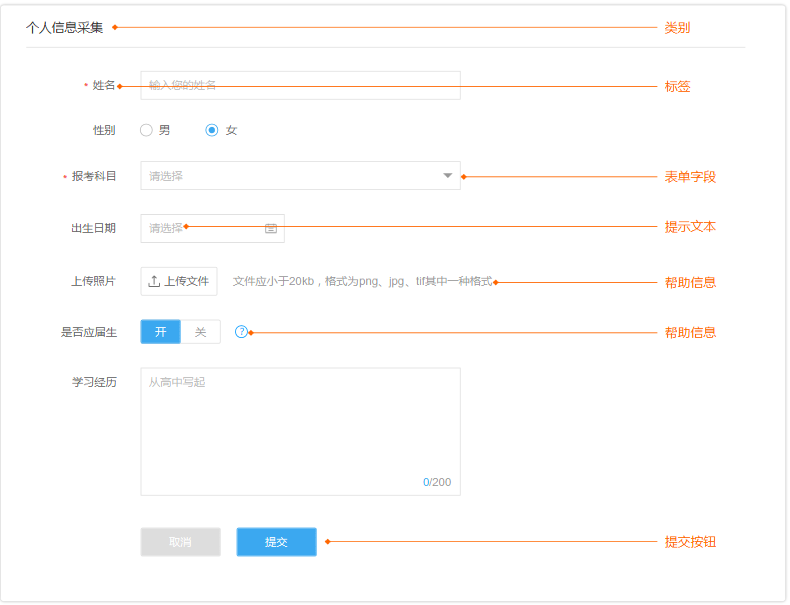 个人信息采集 类别
* 姓名 输入您的姓名 标签
性别 男 女
* 报考科目 请选择 表单字段
出生日期 请选择 提示文本
上传照片 上传文件 文件应小于20kb，格式为png、jpg、tif其中一种格式 帮助信息
是否应届生 开 关 ? 帮助信息
学习经历 从高中写起
0/200
取消 提交 提交按钮